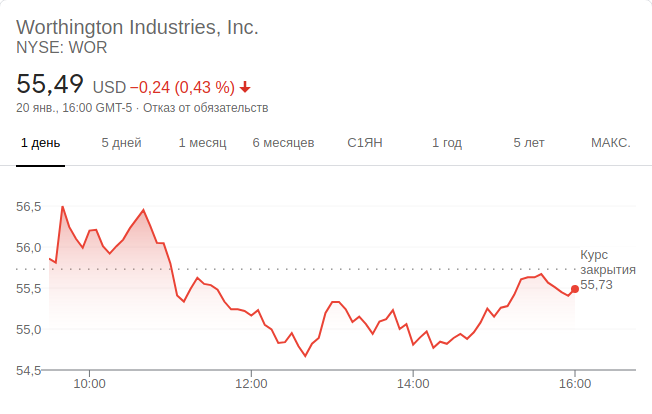 Worthington Industries, Inc.
NYSE: WOR
55,49 USD −0,24 (0,43 %)
20 янв., 16:00 GMT-5 · Отказ от обязательств
1 день 5 дней 1 месяц 6 месяцев С1ЯН 1 год 5 лет МАКС.
56,5
56,0
55,5
55,0
54,5
Курс
закрытия
55,73
10:00 12:00 14:00 16:00